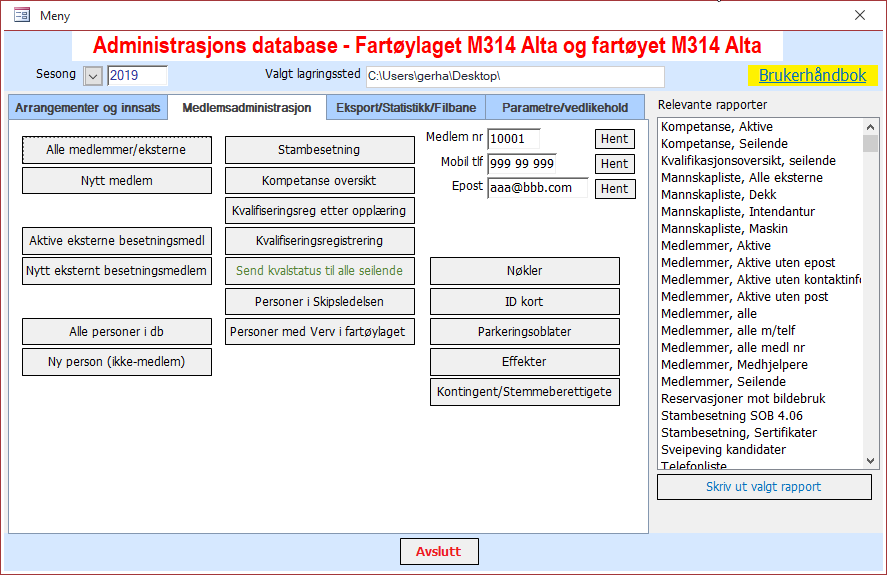 Meny
Administrasjons database - Fartøylaget M314 Alta og fartøyet M314 Alta
Sesong 2019 Valgt lagringssted C:\Users\gerha\Desktop\ Brukerhåndbok
Arrangementer og innsats Medlemsadministrasjon Eksport/Statistikk/Filbane Parametre/vedlikehold
Alle medlemmer/eksterne
Nytt medlem
Aktive eksterne besetningsmedl
Nytt eksternt besetningsmedlem
Alle personer i db
Ny person (ikke-medlem)
Stambesetning
Kompetanse oversikt
Kvalifiseringsreg etter opplæring
Kvalifiseringsregistrering
Send kvalstatus til alle seilende
Personer i Skipsledelsen
Personer med Verv i fartøylaget
Medlem nr 10001 Hent
Mobil tlf 999 99 999 Hent
Epost aaa@bbb.com Hent
Nøkler
ID kort
Parkeringsoblater
Effekter
Kontingent/Stemmeberettigete
Relevante rapporter
Kompetanse, Aktive
Kompetanse, Seilende
Kvalifikasjonsoversikt, seilende
Mannskapliste, Alle eksterne
Mannskapliste, Dekk
Mannskapliste, Intendantur
Mannskapliste, Maskin
Medlemmer, Aktive
Medlemmer, Aktive uten epost
Medlemmer, Aktive uten kontaktinfo
Medlemmer, Aktive uten post
Medlemmer, alle
Medlemmer, alle m/telf
Medlemmer, alle medl nr
Medlemmer, Medhjelpere
Medlemmer, Seilende
Reservasjoner mot bildebruk
Stambesetning SOB 4.06
Stambesetning, Sertifikater
Sveipeving kandidater
Telefonliste
Skriv ut valgt rapport
Avslutt